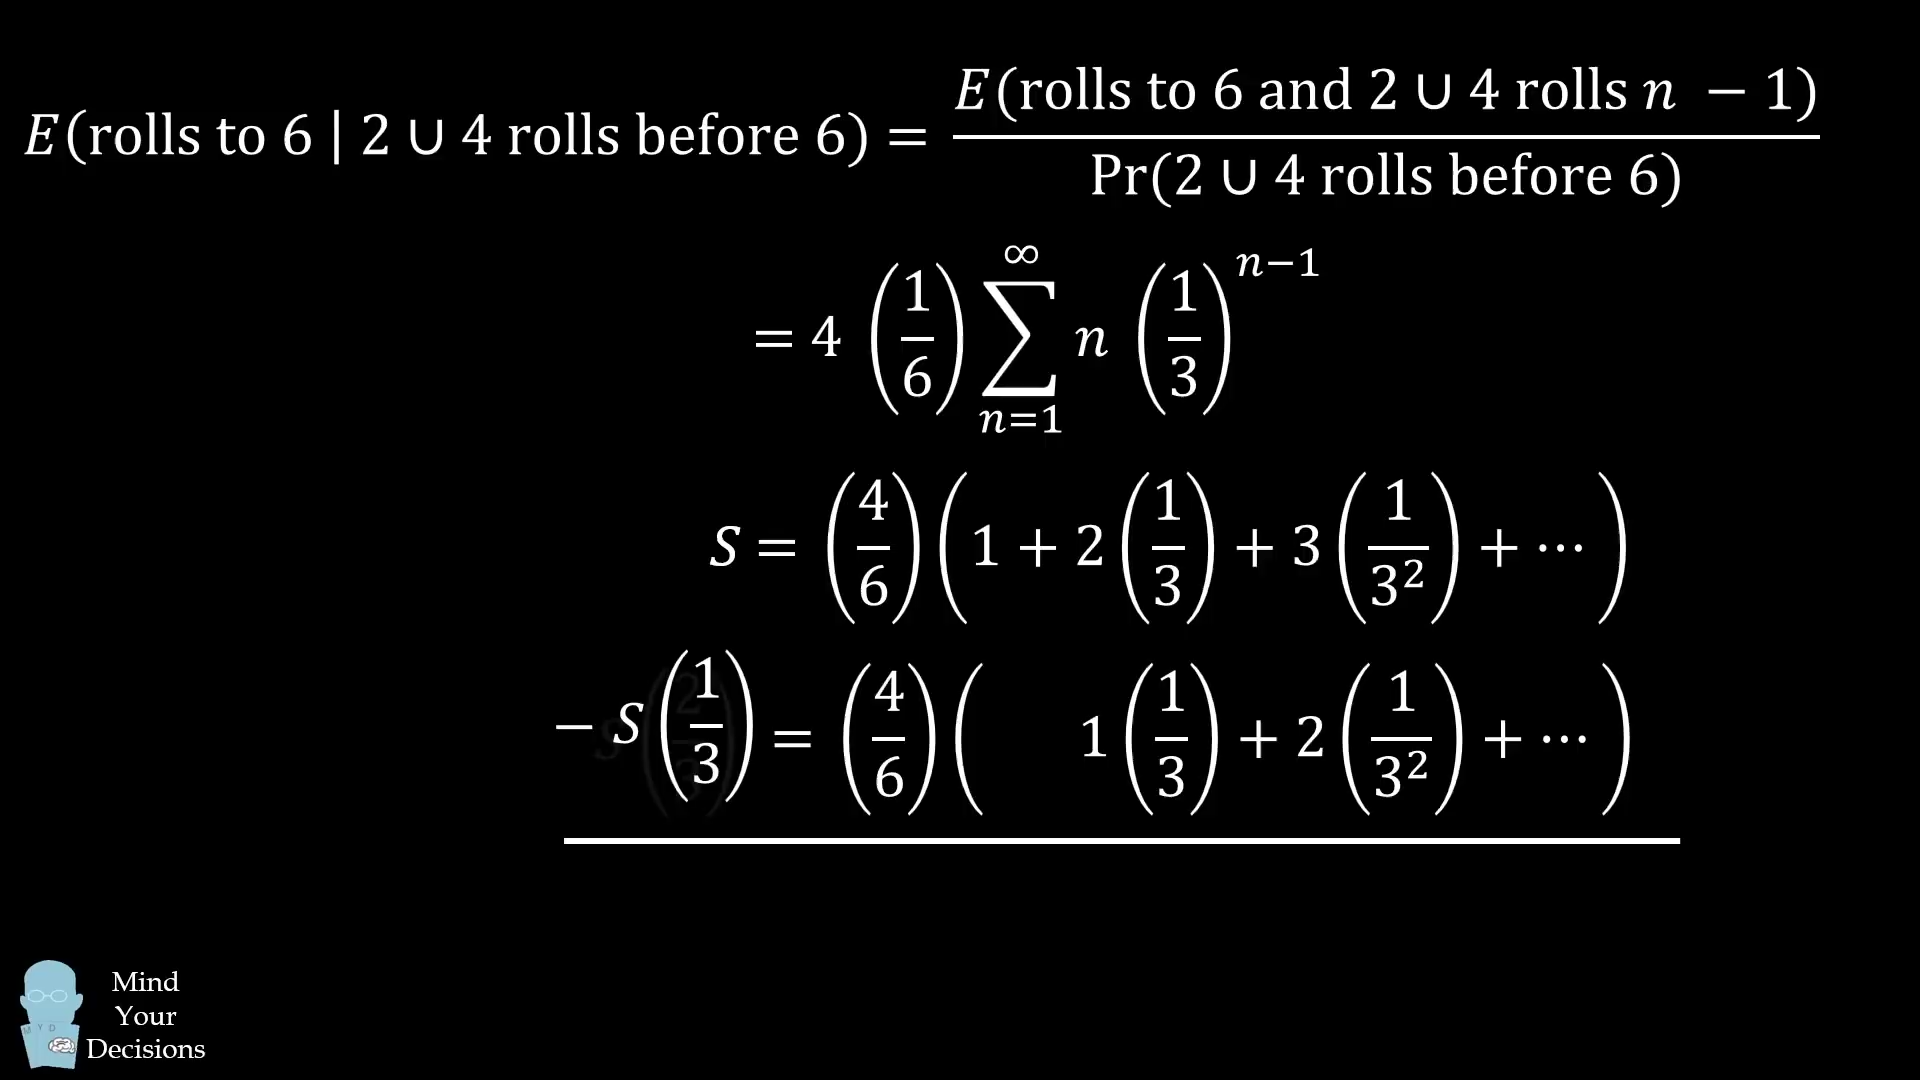 E(rolls to 6 | 2 ∪ 4 rolls before 6) = E(rolls to 6 and 2 ∪ 4 rolls n − 1) / Pr(2 ∪ 4 rolls before 6)
= 4 (1/6) ∑_{n=1}^{∞} n (1/3)^{n−1}
S = (4/6) (1 + 2 (1/3) + 3 (1/3²) + ⋯)
− S (1/3) = (4/6) ( 1 (1/3) + 2 (1/3²) + ⋯)
M Y D
Mind
Your
Decisions